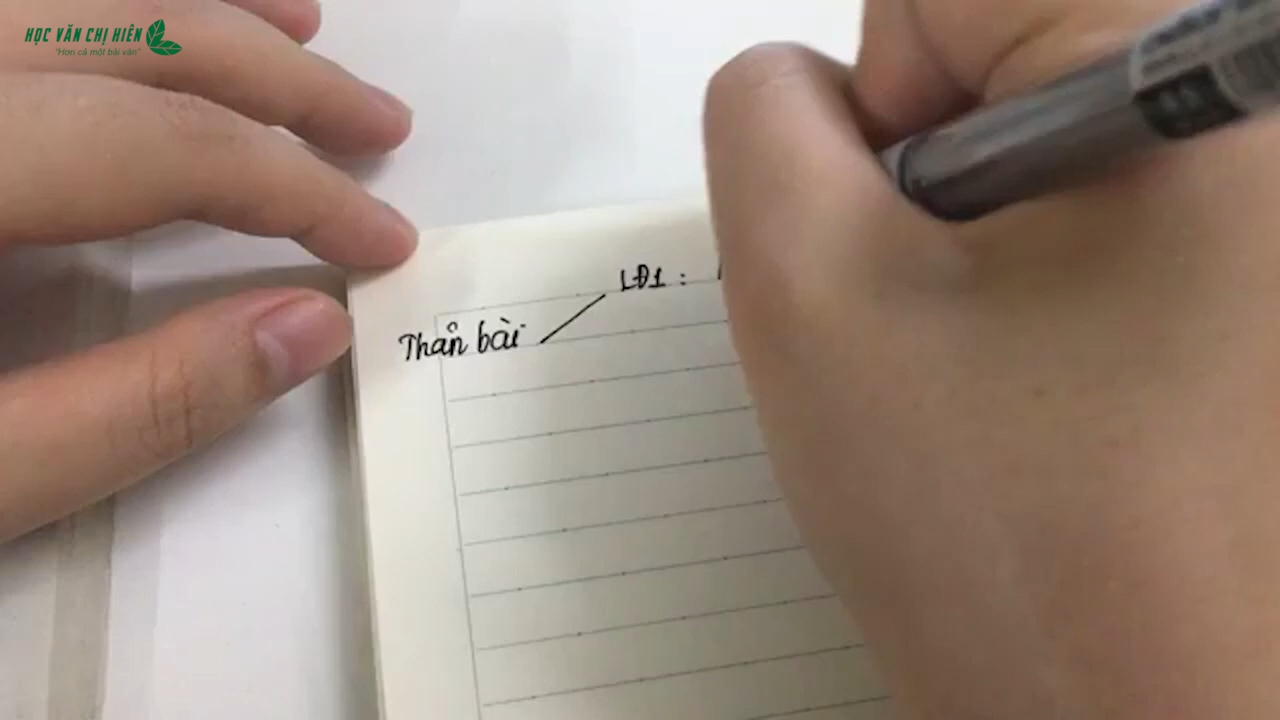 HỌC VĂN CHỊ HIÊN
"Hơn cả một bài văn"
LĐ1 :
Thân bài